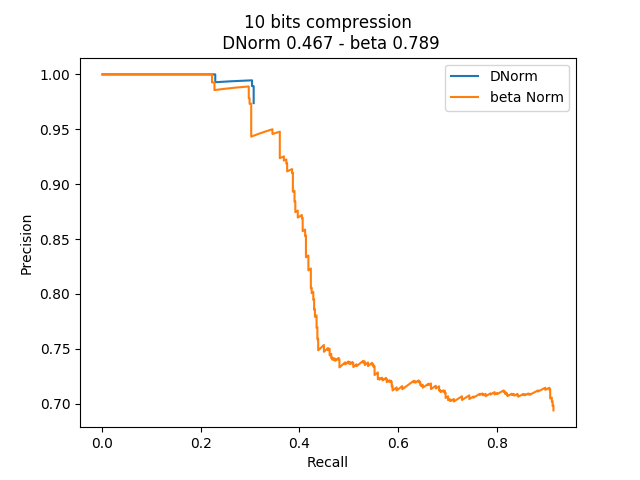 10 bits compression
DNorm 0.467 - beta 0.789
1.00
0.95
0.90
0.85
0.80
0.75
0.70
Precision
DNorm
beta Norm
0.0 0.2 0.4 0.6 0.8
Recall